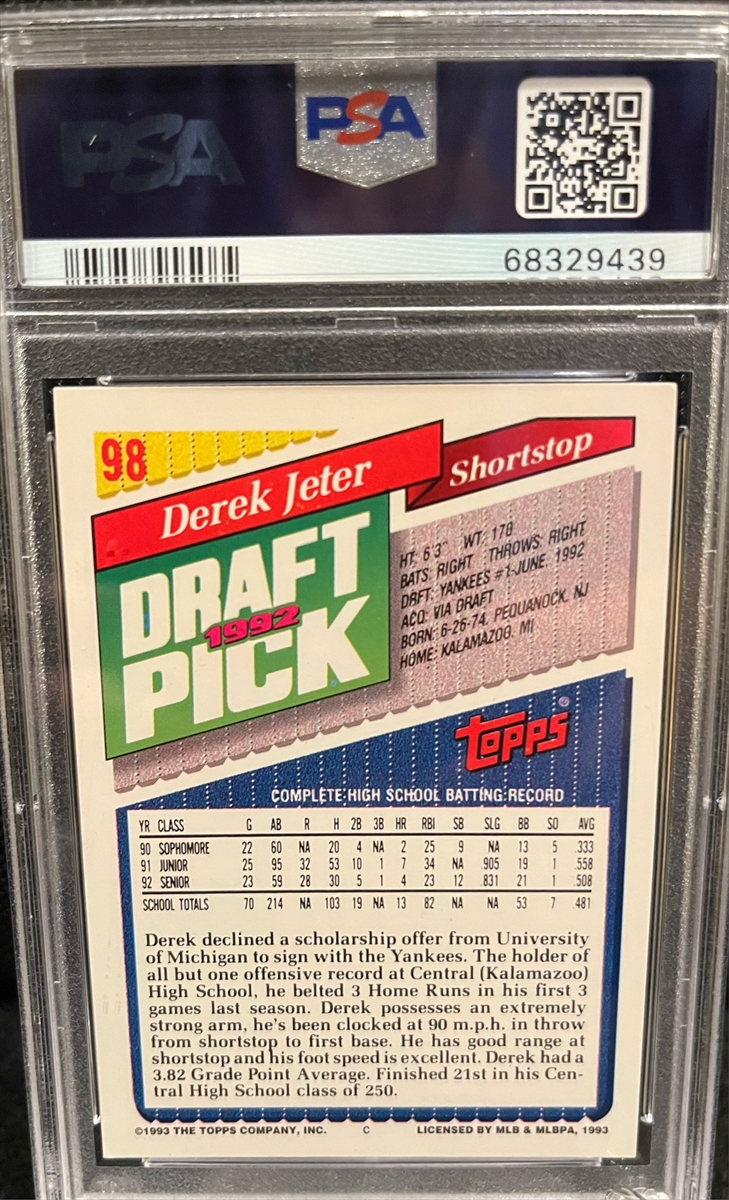 PSA
PSA
68329439
98
Derek Jeter
Shortstop
DRAFT
1992
PICK
HT: 6'3" WT: 178
BATS: RIGHT THROWS: RIGHT
DRFT: YANKEES #1-JUNE, 1992
ACQ: VIA DRAFT
BORN: 6-26-74, PEQUANOCK, NJ
HOME: KALAMAZOO, MI
TOPPS®
COMPLETE HIGH SCHOOL BATTING RECORD
YR CLASS G AB R H 2B 3B HR RBI SB SLG BB SO AVG
90 SOPHOMORE 22 60 NA 20 4 NA 2 25 9 NA 13 5 .333
91 JUNIOR 25 95 32 53 10 1 7 34 NA .905 19 1 .558
92 SENIOR 23 59 28 30 5 1 4 23 12 .831 21 1 .508
SCHOOL TOTALS 70 214 NA 103 19 NA 13 82 NA NA 53 7 .481
Derek declined a scholarship offer from University
of Michigan to sign with the Yankees. The holder of
all but one offensive record at Central (Kalamazoo)
High School, he belted 3 Home Runs in his first 3
games last season. Derek possesses an extremely
strong arm, he's been clocked at 90 m.p.h. in throw
from shortstop to first base. He has good range at
shortstop and his foot speed is excellent. Derek had a
3.82 Grade Point Average. Finished 21st in his Cen-
tral High School class of 250.
©1993 THE TOPPS COMPANY, INC. C LICENSED BY MLB & MLBPA, 1993